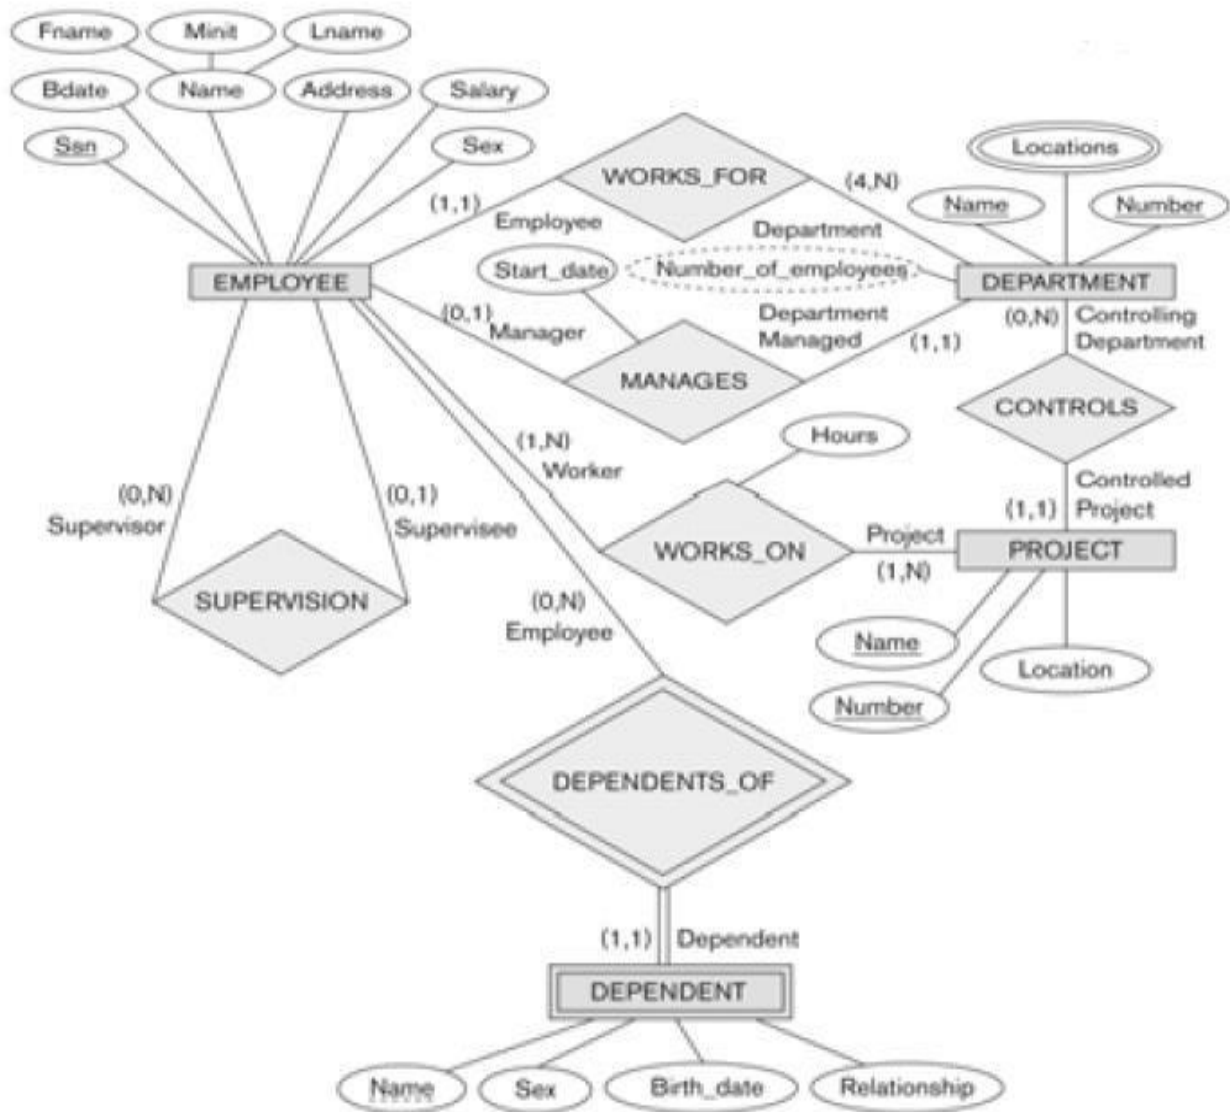 Fname Minit Lname
Bdate Name Address Salary
Ssn Sex
Locations
WORKS_FOR
(1,1) (4,N)
Name Number
Employee Department
Start_date Number_of_employees
EMPLOYEE DEPARTMENT
(0,1) Manager
Department
Managed
(1,1)
(0,N) Controlling
Department
MANAGES
CONTROLS
Hours
(1,N)
Worker
(0,N)
Supervisor
(0,1)
Supervisee
Controlled
(1,1) Project
Project
(1,N)
WORKS_ON
PROJECT
SUPERVISION
(0,N)
Employee
Name
Location
Number
DEPENDENTS_OF
(1,1) Dependent
DEPENDENT
Name Sex Birth_date Relationship